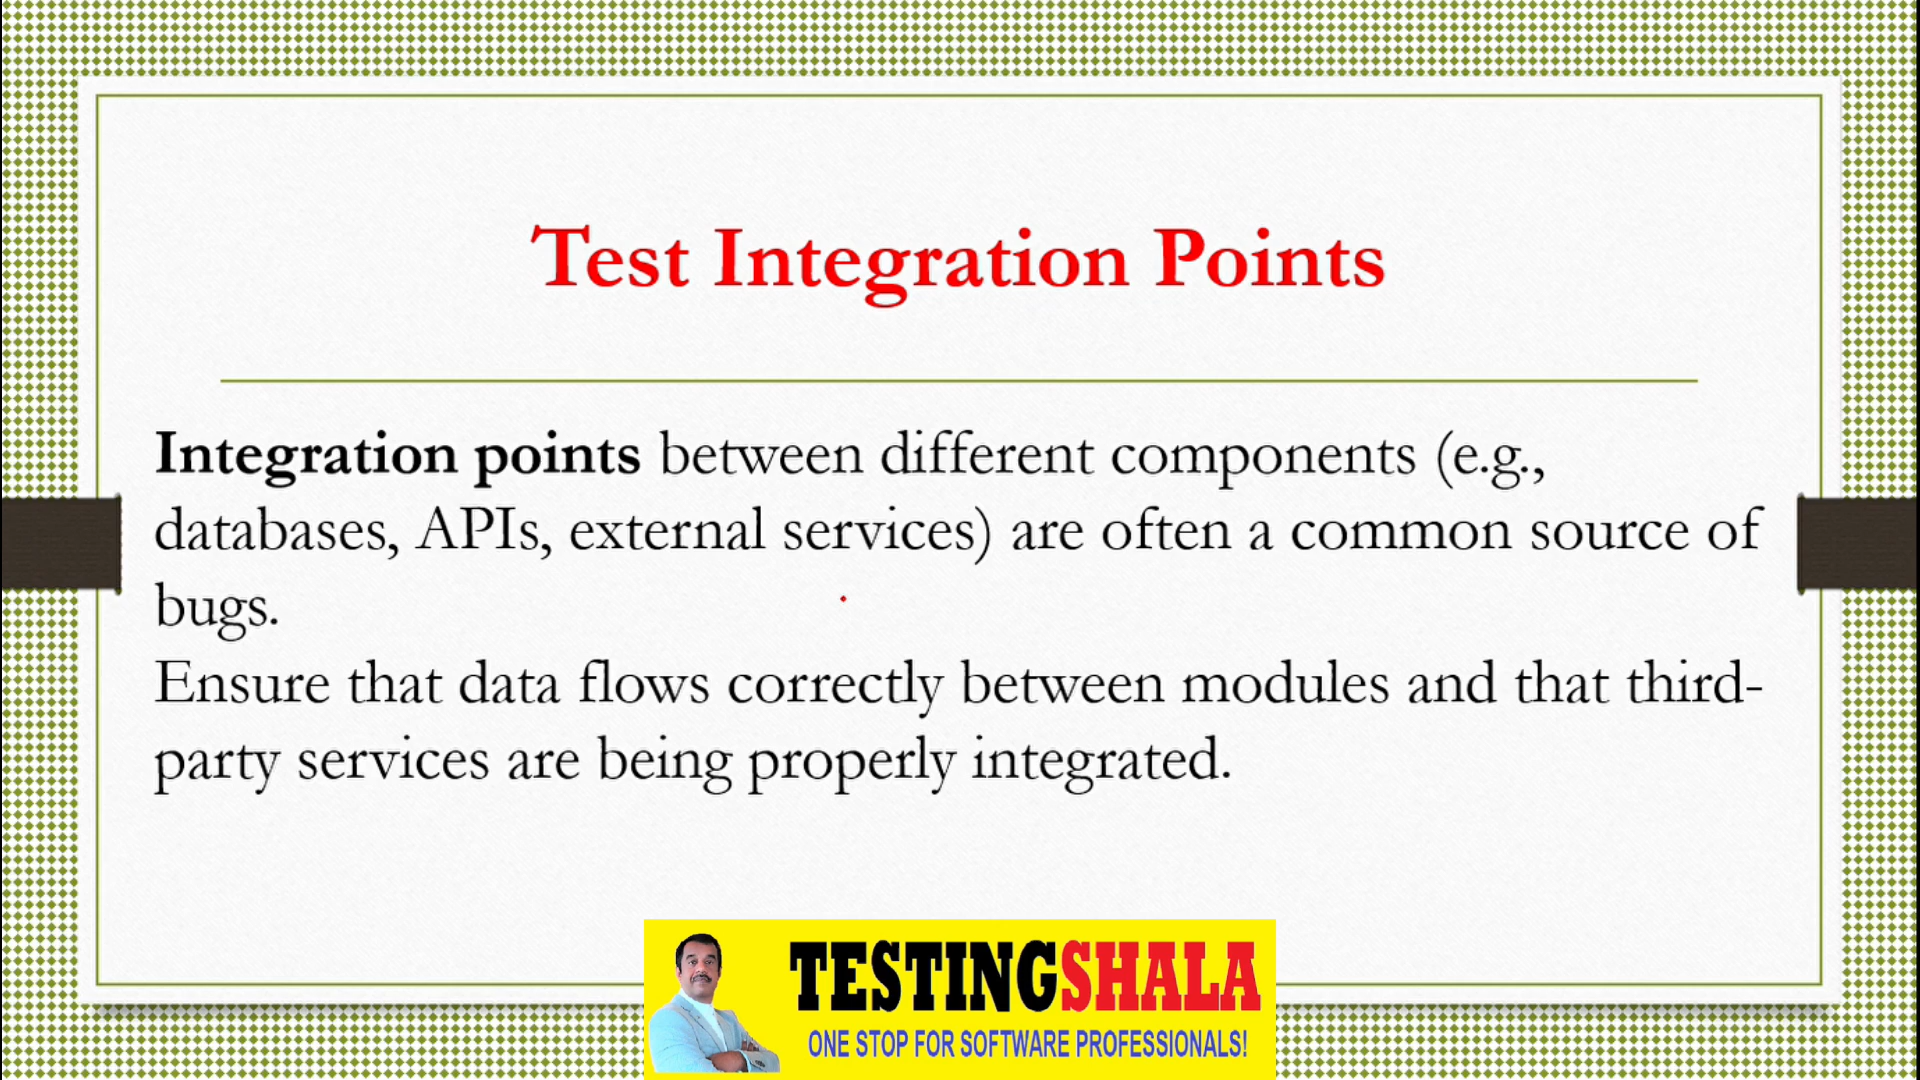 Test Integration Points
Integration points between different components (e.g.,
databases, APIs, external services) are often a common source of
bugs.
Ensure that data flows correctly between modules and that third-
party services are being properly integrated.
TESTINGSHALA
ONE STOP FOR SOFTWARE PROFESSIONALS!